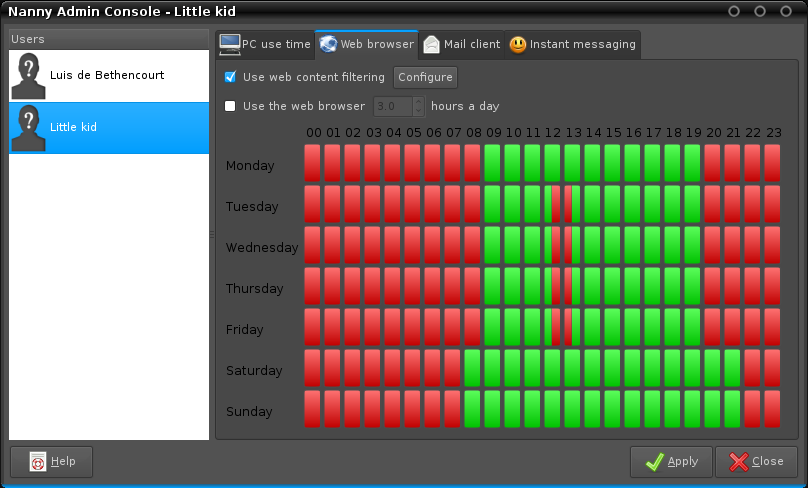 Nanny Admin Console - Little kid
Users
Luis de Bethencourt
Little kid
PC use time Web browser Mail client Instant messaging
Use web content filtering Configure
Use the web browser 3.0 hours a day
00 01 02 03 04 05 06 07 08 09 10 11 12 13 14 15 16 17 18 19 20 21 22 23
Monday
Tuesday
Wednesday
Thursday
Friday
Saturday
Sunday
Help Apply Close